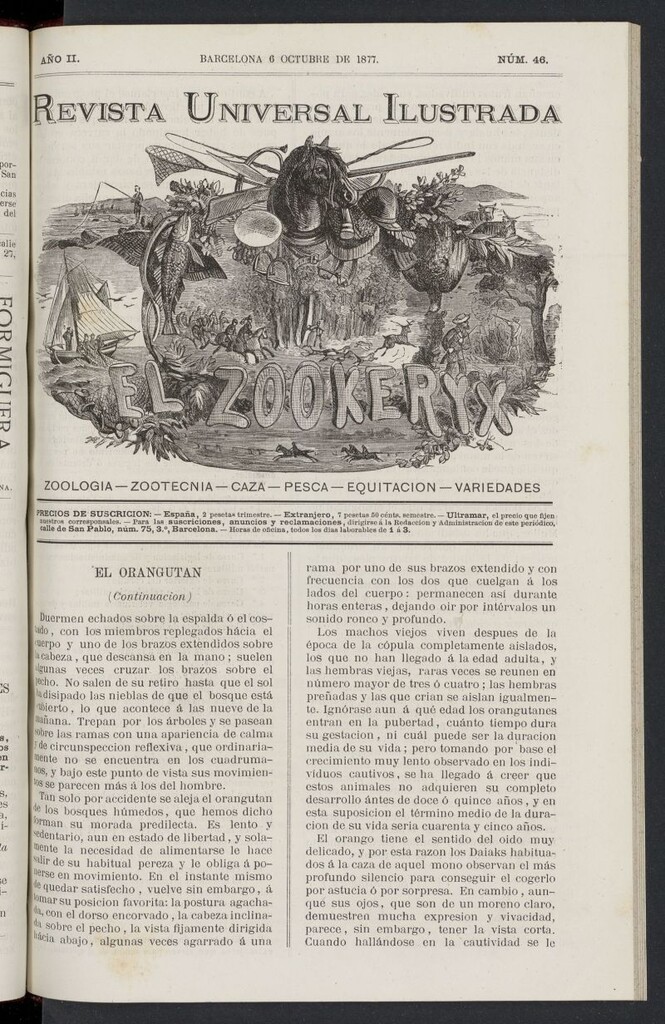 AÑO II.
BARCELONA 6 OCTUBRE DE 1877.
NÚM. 46.
REVISTA UNIVERSAL ILUSTRADA
EL ZOOKERYX
ZOOLOGIA — ZOOTECNIA — CAZA — PESCA — EQUITACION — VARIEDADES
PRECIOS DE SUSCRICION: — España, 2 pesetas trimestre. — Extranjero, 7 pesetas 50 cénts. semestre. — Ultramar, el precio que fijen
nuestros corresponsales. — Para las suscriciones, anuncios y reclamaciones, dirigirse á la Redaccion y Administracion de este periódico,
calle de San Pablo, núm. 75, 3.º, Barcelona. — Horas de oficina, todos los dias laborables de 1 á 3.
EL ORANGUTAN
(Continuacion)
Duermen echados sobre la espalda ó el cos-
tado, con los miembros replegados hácia el
cuerpo y uno de los brazos extendidos sobre
la cabeza, que descansa en la mano; suelen
algunas veces cruzar los brazos sobre el
pecho. No salen de su retiro hasta que el sol
ha disipado las nieblas de que el bosque está
cubierto, lo que acontece á las nueve de la
mañana. Trepan por los árboles y se pasean
sobre las ramas con una apariencia de calma
y de circunspeccion reflexiva, que ordinaria-
mente no se encuentra en los cuadruma-
nos, y bajo este punto de vista sus movimien-
tos se parecen más á los del hombre.
Tan solo por accidente se aleja el orangutan
de los bosques húmedos, que hemos dicho
forman su morada predilecta. Es lento y
sedentario, aun en estado de libertad, y sola-
mente la necesidad de alimentarse le hace
salir de su habitual pereza y le obliga á po-
nerse en movimiento. En el instante mismo
de quedar satisfecho, vuelve sin embargo, á
tomar su posicion favorita: la postura agacha-
da, con el dorso encorvado, la cabeza inclina-
da sobre el pecho, la vista fijamente dirigida
hácia abajo, algunas veces agarrado á una
rama por uno de sus brazos extendido y con
frecuencia con los dos que cuelgan á los
lados del cuerpo: permanecen así durante
horas enteras, dejando oir por intérvalos un
sonido ronco y profundo.
Los machos viejos viven despues de la
época de la cópula completamente aislados,
los que no han llegado á la edad adulta, y
las hembras viejas, raras veces se reunen en
número mayor de tres ó cuatro; las hembras
preñadas y las que crian se aislan igualmen-
te. Ignórase aun á qué edad los orangutanes
entran en la pubertad, cuánto tiempo dura
su gestacion, ni cuál puede ser la duracion
media de su vida; pero tomando por base el
crecimiento muy lento observado en los indi-
viduos cautivos, se ha llegado á creer que
estos animales no adquieren su completo
desarrollo ántes de doce ó quince años, y en
esta suposicion el término medio de la dura-
cion de su vida seria cuarenta y cinco años.
El orango tiene el sentido del oido muy
delicado, y por esta razon los Daiaks habitua-
dos á la caza de aquel mono observan el más
profundo silencio para conseguir el cogerlo
por astucia ó por sorpresa. En cambio, aun-
qué sus ojos, que son de un moreno claro,
demuestren mucha expresion y vivacidad,
parece, sin embargo, tener la vista corta.
Cuando hallándose en la cautividad se le
FORMIGUERA